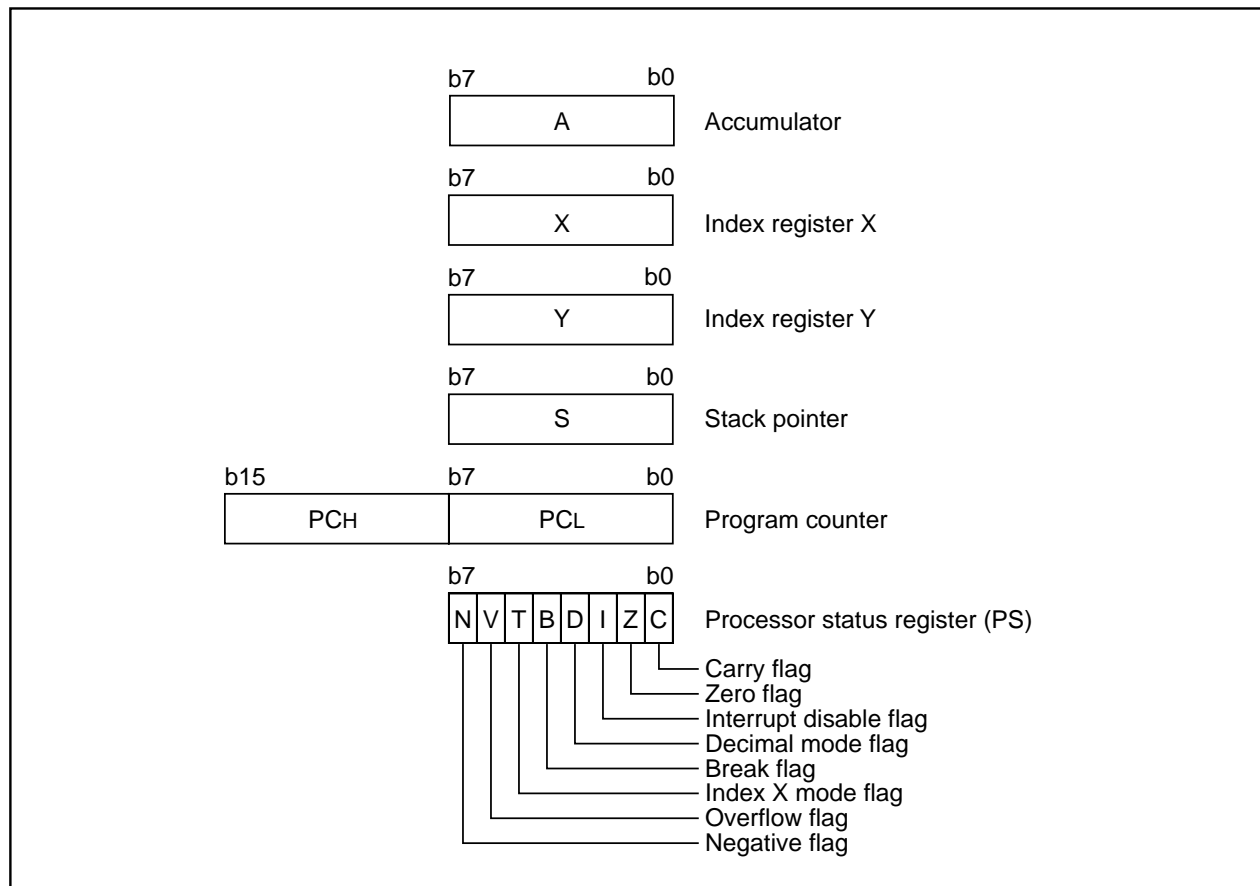 b7 b0
A Accumulator
b7 b0
X Index register X
b7 b0
Y Index register Y
b7 b0
S Stack pointer
b15 b7 b0
PCH PCL Program counter
b7 b0
N V T B D I Z C Processor status register (PS)
Carry flag
Zero flag
Interrupt disable flag
Decimal mode flag
Break flag
Index X mode flag
Overflow flag
Negative flag